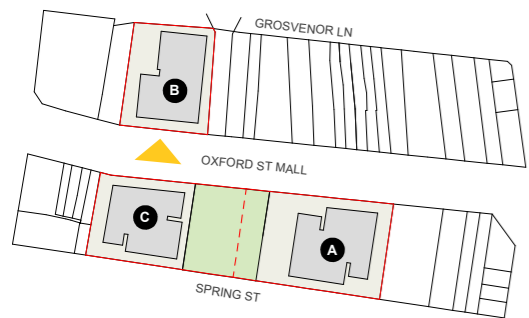 GROSVENOR LN
B
OXFORD ST MALL
C
A
SPRING ST